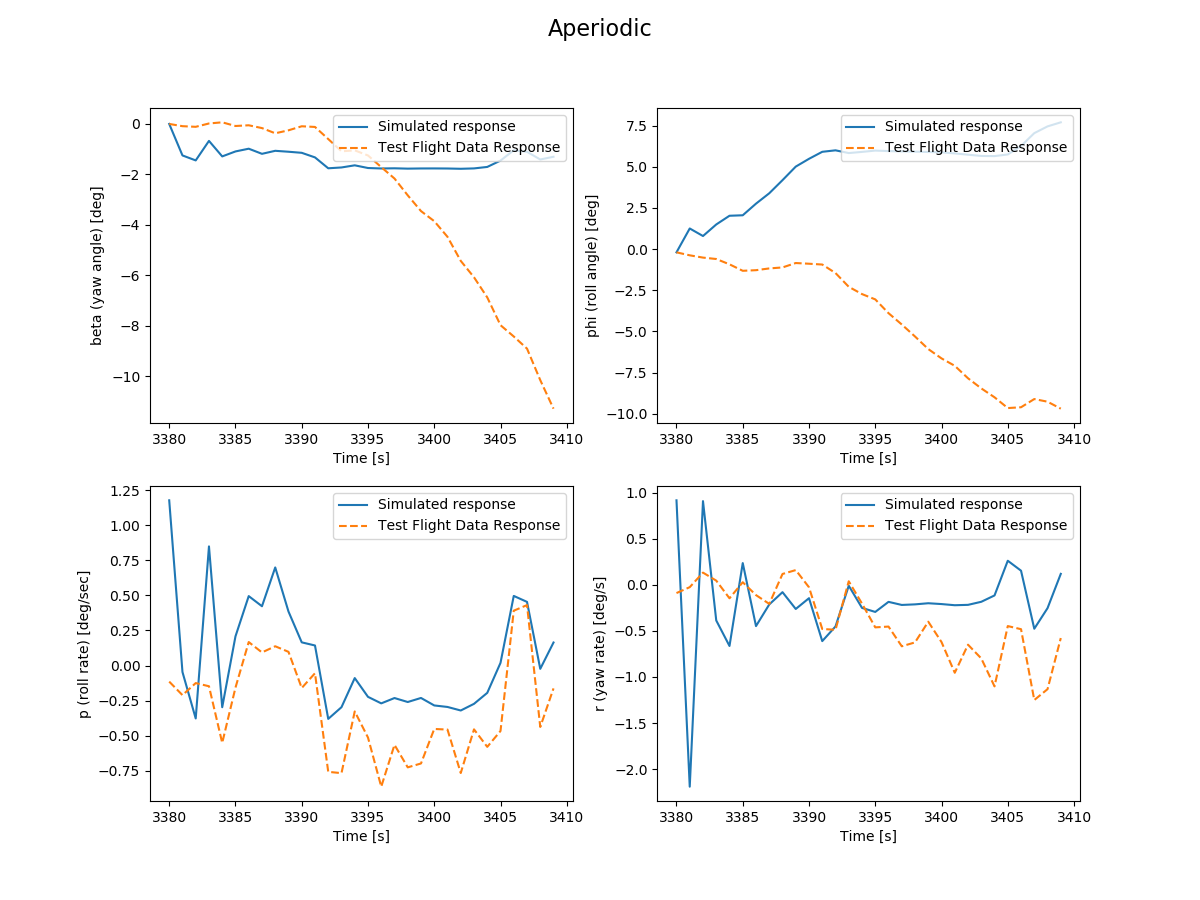 Aperiodic
beta (yaw angle) [deg]
0
−2
−4
−6
−8
−10
Simulated response
Test Flight Data Response
3380 3385 3390 3395 3400 3405 3410
Time [s]
phi (roll angle) [deg]
7.5
5.0
2.5
0.0
−2.5
−5.0
−7.5
−10.0
Simulated response
Test Flight Data Response
3380 3385 3390 3395 3400 3405 3410
Time [s]
p (roll rate) [deg/sec]
1.25
1.00
0.75
0.50
0.25
0.00
−0.25
−0.50
−0.75
Simulated response
Test Flight Data Response
3380 3385 3390 3395 3400 3405 3410
Time [s]
r (yaw rate) [deg/s]
1.0
0.5
0.0
−0.5
−1.0
−1.5
−2.0
Simulated response
Test Flight Data Response
3380 3385 3390 3395 3400 3405 3410
Time [s]